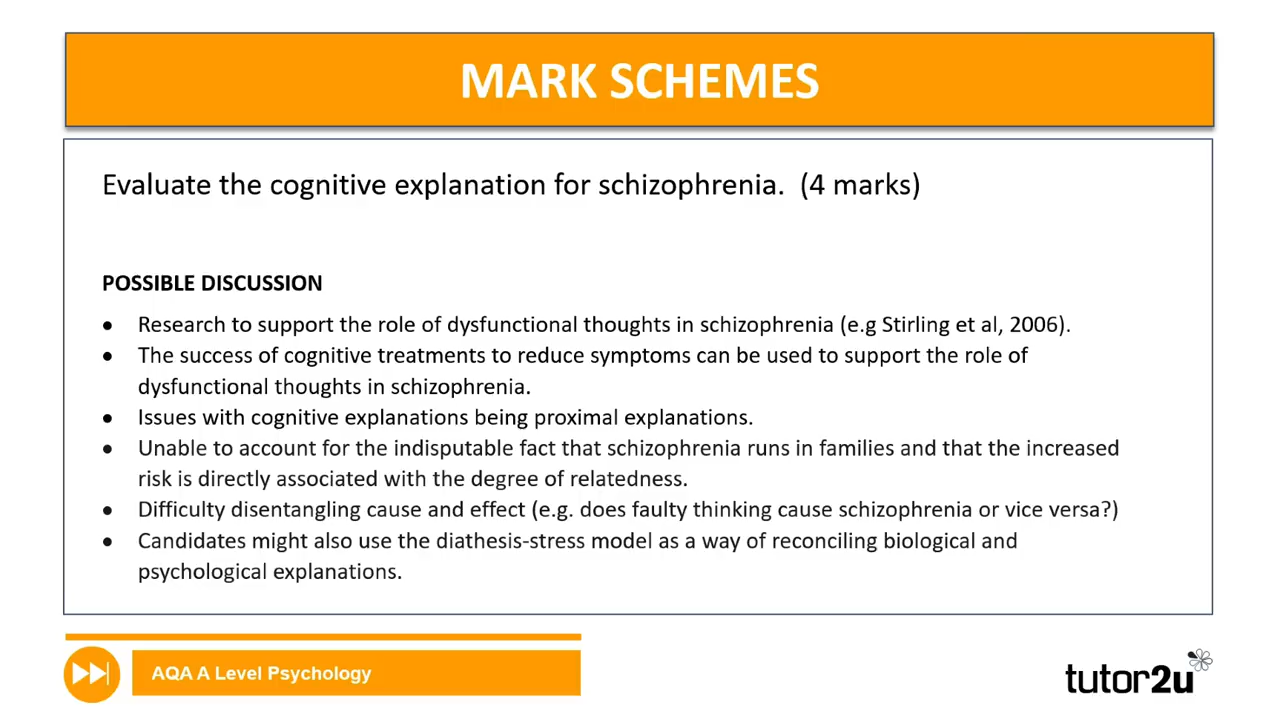 MARK SCHEMES
Evaluate the cognitive explanation for schizophrenia. (4 marks)
POSSIBLE DISCUSSION
● Research to support the role of dysfunctional thoughts in schizophrenia (e.g Stirling et al, 2006).
● The success of cognitive treatments to reduce symptoms can be used to support the role of
dysfunctional thoughts in schizophrenia.
● Issues with cognitive explanations being proximal explanations.
● Unable to account for the indisputable fact that schizophrenia runs in families and that the increased
risk is directly associated with the degree of relatedness.
● Difficulty disentangling cause and effect (e.g. does faulty thinking cause schizophrenia or vice versa?)
● Candidates might also use the diathesis-stress model as a way of reconciling biological and
psychological explanations.
AQA A Level Psychology
tutor2u